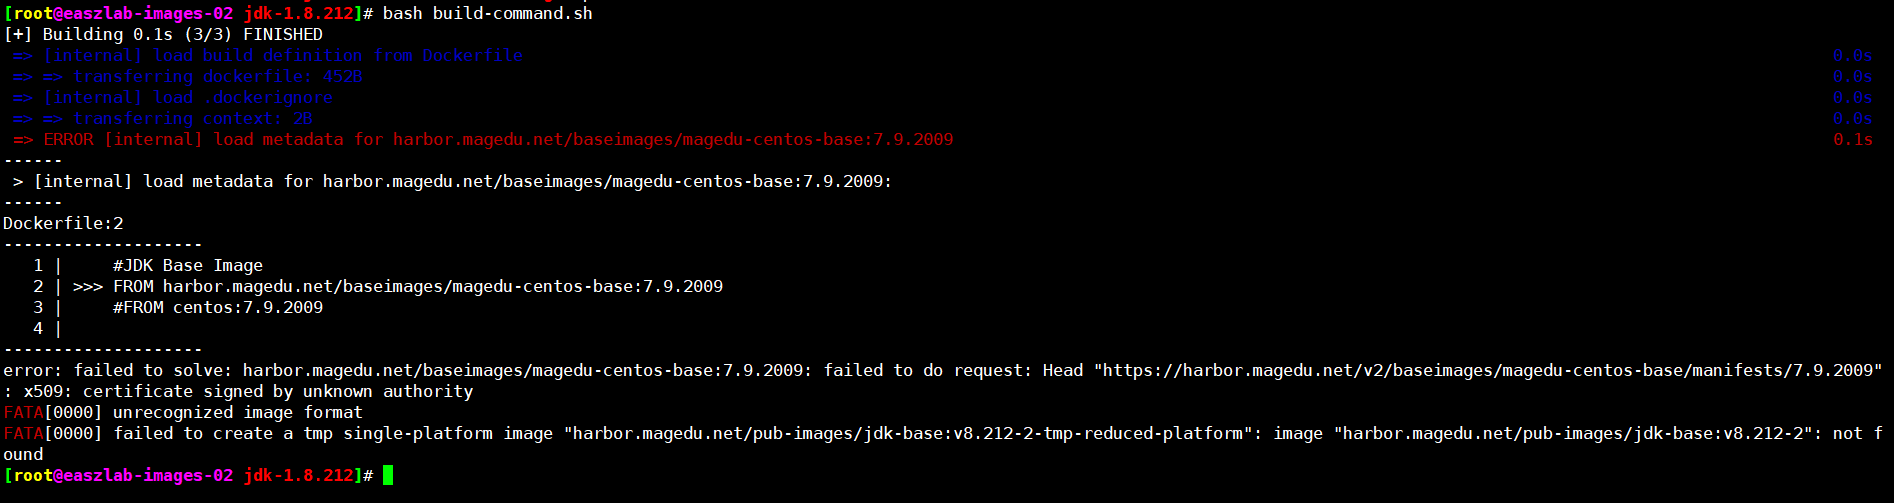 [root@easzlab-images-02 jdk-1.8.212]# bash build-command.sh
[+] Building 0.1s (3/3) FINISHED
=> [internal] load build definition from Dockerfile 0.0s
=> => transferring dockerfile: 452B 0.0s
=> [internal] load .dockerignore 0.0s
=> => transferring context: 2B 0.0s
=> ERROR [internal] load metadata for harbor.magedu.net/baseimages/magedu-centos-base:7.9.2009 0.1s
------
> [internal] load metadata for harbor.magedu.net/baseimages/magedu-centos-base:7.9.2009:
------
Dockerfile:2
--------------------
1 | #JDK Base Image
2 | >>> FROM harbor.magedu.net/baseimages/magedu-centos-base:7.9.2009
3 | #FROM centos:7.9.2009
4 |
--------------------
error: failed to solve: harbor.magedu.net/baseimages/magedu-centos-base:7.9.2009: failed to do request: Head "https://harbor.magedu.net/v2/baseimages/magedu-centos-base/manifests/7.9.2009"
: x509: certificate signed by unknown authority
FATA[0000] unrecognized image format
FATA[0000] failed to create a tmp single-platform image "harbor.magedu.net/pub-images/jdk-base:v8.212-2-tmp-reduced-platform": image "harbor.magedu.net/pub-images/jdk-base:v8.212-2": not f
ound
[root@easzlab-images-02 jdk-1.8.212]#